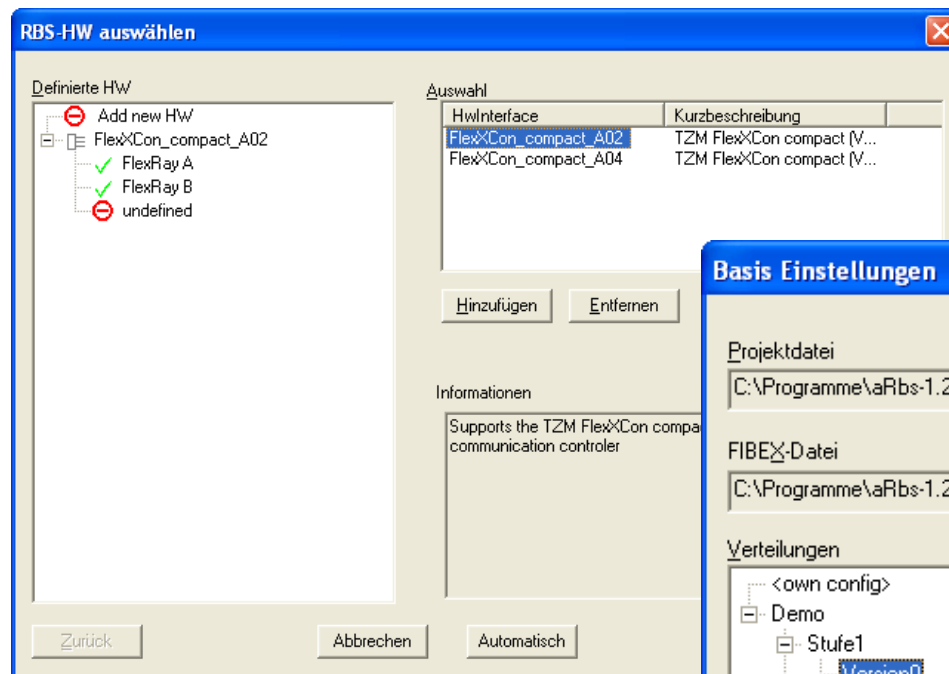 RBS-HW auswählen
Definierte HW
Add new HW
FlexXCon_compact_A02
FlexRay A
FlexRay B
undefined
Auswahl
HwInterface Kurzbeschreibung
FlexXCon_compact_A02 TZM FlexXCon compact (V...
FlexXCon_compact_A04 TZM FlexXCon compact (V...
Hinzufügen Entfernen
Informationen
Supports the TZM FlexXCon compa
communication controler
Zurück Abbrechen Automatisch
Basis Einstellungen
Projektdatei
C:\Programme\aRbs-1.2
FIBEX-Datei
C:\Programme\aRbs-1.2
Verteilungen
<own config>
Demo
Stufe1